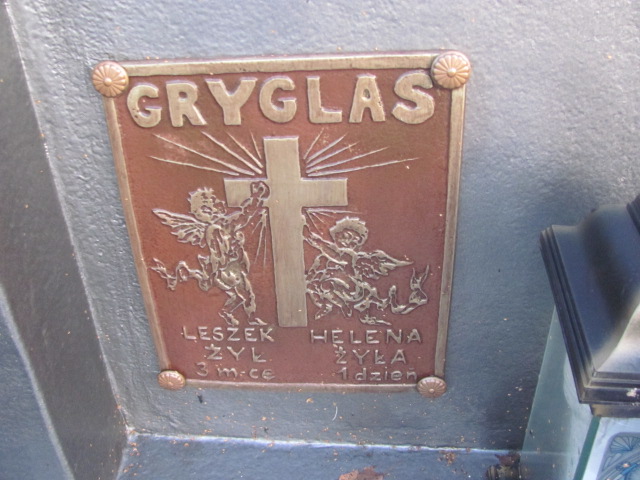 GRYGLAS
LESZEK HELENA
ŻYŁ ŻYŁA
3 m-ce 1 dzień